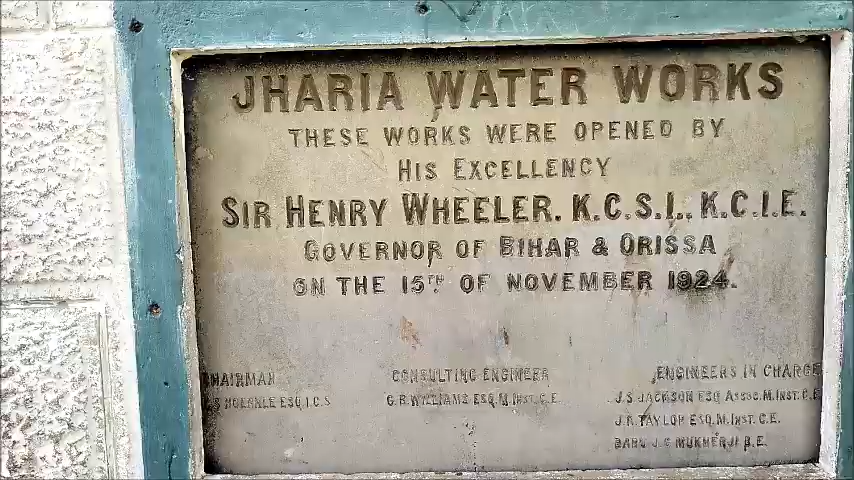 JHARIA WATER WORKS
THESE WORKS WERE OPENED BY
HIS EXCELLENCY
SIR HENRY WHEELER. K.C.S.I., K.C.I.E.
GOVERNOR OF BIHAR & ORISSA
ON THE 15TH OF NOVEMBER 1924.
CHAIRMAN
ESQ.I.C.S
CONSULTING ENGINEER
G.B.WILLIAMS ESQ.M.INST.C.E.
ENGINEERS IN CHARGE
J.S JACKSON ESQ ASSOC.M.INST.C.E
J.R.TAYLOR ESQ.M.INST.C.E.
BABU J.C MUKHERJI B.E.